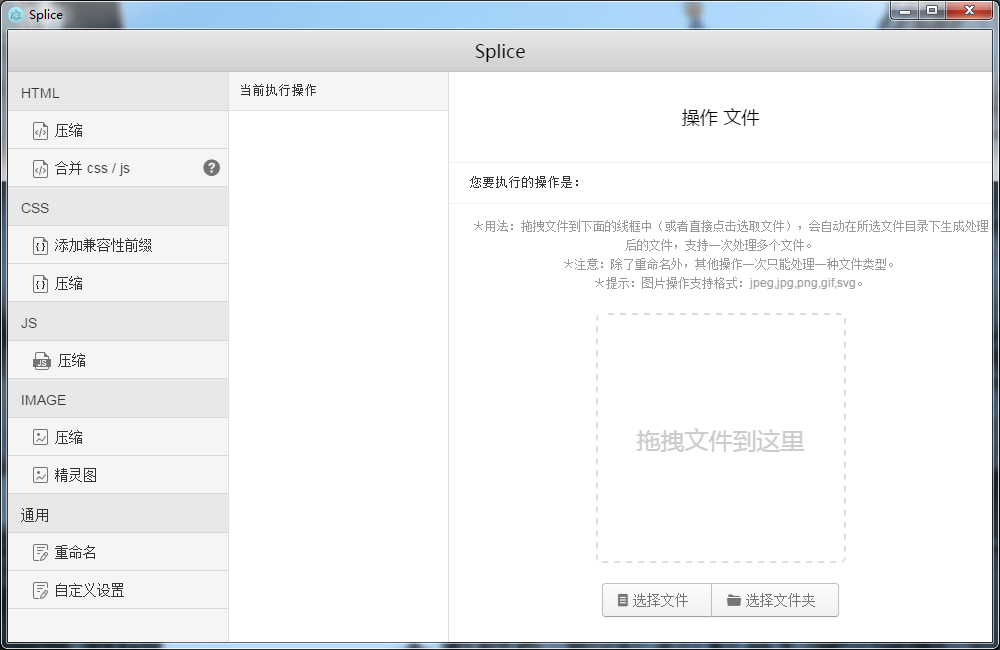 Splice
Splice
HTML
压缩
合并 css / js
?
CSS
添加兼容性前缀
压缩
JS
JS
压缩
IMAGE
压缩
精灵图
通用
重命名
自定义设置
当前执行操作
操作 文件
您要执行的操作是：
＊用法：拖拽文件到下面的线框中（或者直接点击选取文件），会自动在所选文件目录下生成处理
后的文件，支持一次处理多个文件。
＊注意：除了重命名外，其他操作一次只能处理一种文件类型。
＊提示：图片操作支持格式：jpeg,jpg,png,gif,svg。
拖拽文件到这里
选择文件
选择文件夹